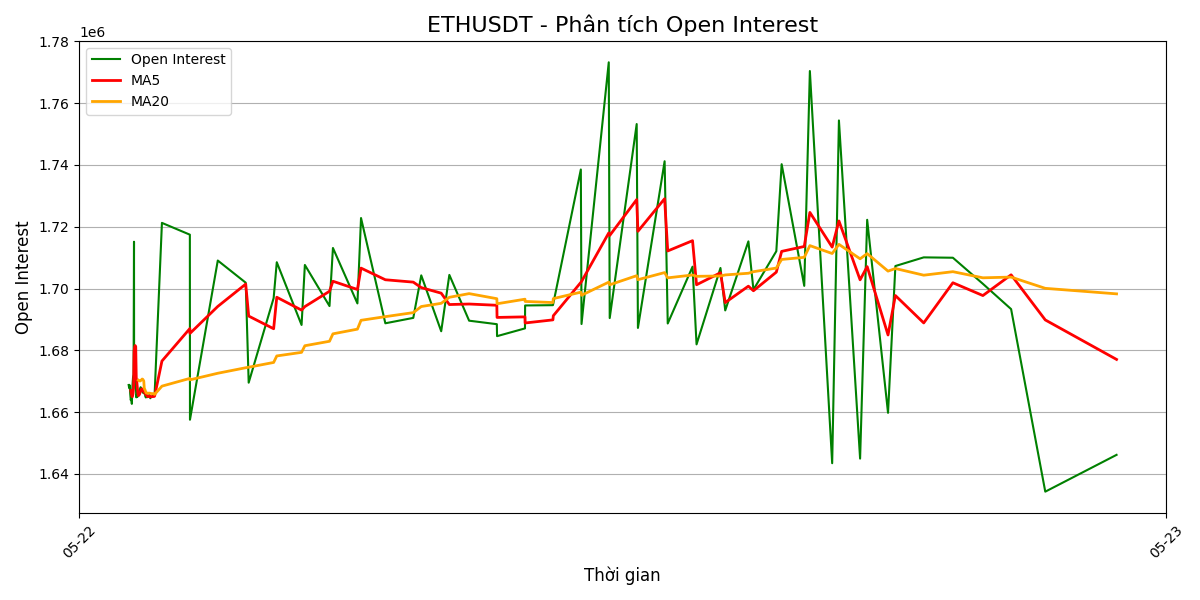 ETHUSDT - Phân tích Open Interest
1e6
1.78
1.76
1.74
1.72
1.70
1.68
1.66
1.64
Open Interest
Open Interest
MA5
MA20
05-22
05-23
Thời gian